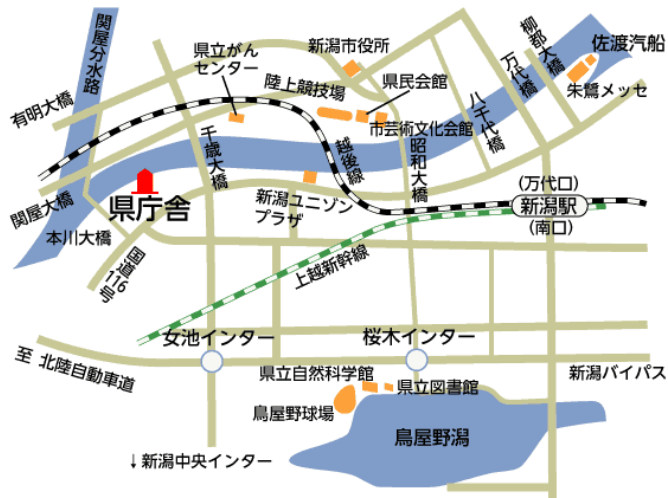 関屋分水路
有明大橋
県立がん
センター
新潟市役所
陸上競技場
県民会館
市芸術文化会館
八千代橋
万代橋
柳都大橋
佐渡汽船
朱鷺メッセ
千歳大橋
越後線
昭和大橋
関屋大橋
県庁舎
本川大橋
新潟ユニゾン
プラザ
(万代口)
新潟駅
(南口)
国道116号
上越新幹線
女池インター
桜木インター
至 北陸自動車道
県立自然科学館
県立図書館
新潟バイパス
鳥屋野球場
鳥屋野潟
↓新潟中央インター